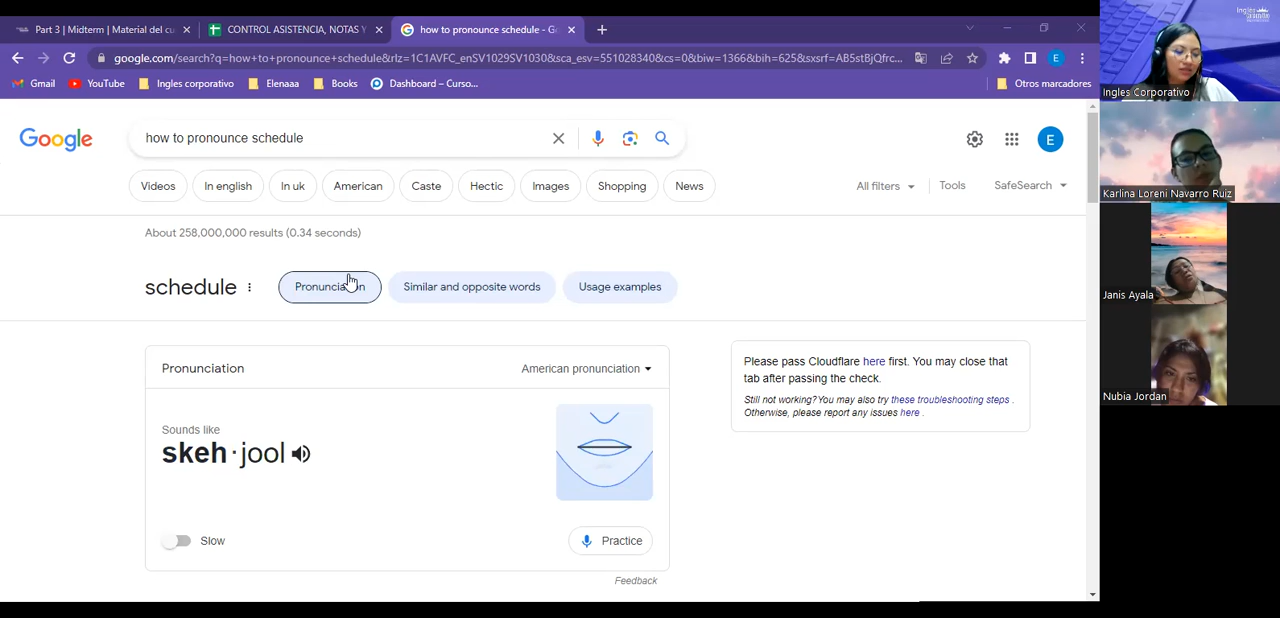 Part 3 | Midterm | Material del cu
CONTROL ASISTENCIA, NOTAS Y
how to pronounce schedule - Go
google.com/search?q=how+to+pronounce+schedule&rlz=1C1AVFC_enSV1029SV1030&sca_esv=551028340&cs=0&biw=1366&bih=625&sxsrf=AB5stBjQfrc...
E
Gmail
YouTube
Ingles corporativo
Elenaaa
Books
Dashboard – Curso...
Otros marcadores
Google
how to pronounce schedule
E
Videos
In english
In uk
American
Caste
Hectic
Images
Shopping
News
All filters
Tools
SafeSearch
About 258,000,000 results (0.34 seconds)
schedule
Pronunciation
Similar and opposite words
Usage examples
Pronunciation
American pronunciation
Sounds like
skeh·jool
Slow
Practice
Feedback
Please pass Cloudflare here first. You may close that
tab after passing the check.
Still not working? You may also try these troubleshooting steps .
Otherwise, please report any issues here .
Ingles Corporativo
Karlina Loreni Navarro Ruiz
Janis Ayala
Nubia Jordan